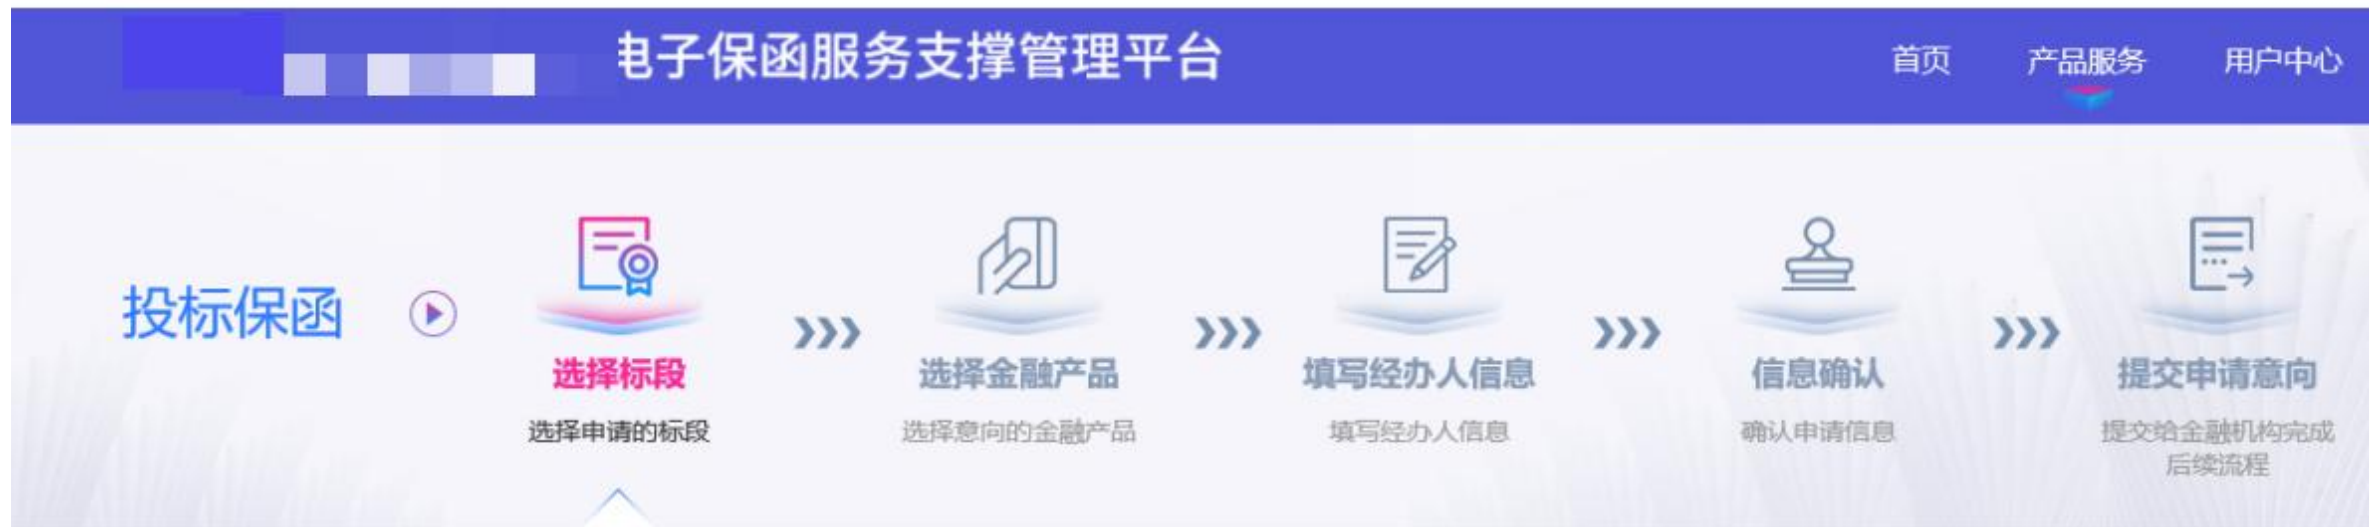 电子保函服务支撑管理平台
首页 产品服务 用户中心
投标保函
选择标段 选择金融产品 填写经办人信息 信息确认 提交申请意向
选择申请的标段 选择意向的金融产品 填写经办人信息 确认申请信息 提交给金融机构完成
后续流程